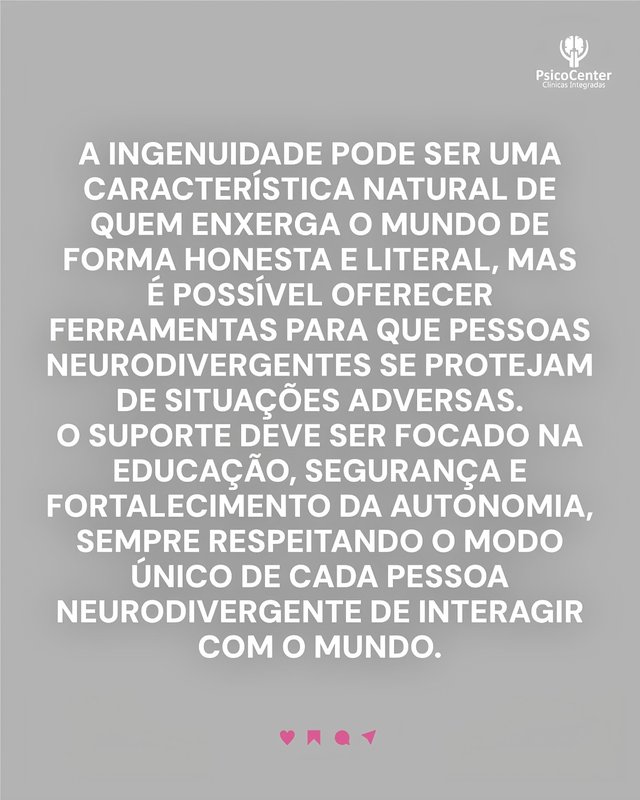 PsicoCenter
Clínicas Integradas
A INGENUIDADE PODE SER UMA
CARACTERÍSTICA NATURAL DE
QUEM ENXERGA O MUNDO DE
FORMA HONESTA E LITERAL, MAS
É POSSÍVEL OFERECER
FERRAMENTAS PARA QUE PESSOAS
NEURODIVERGENTES SE PROTEJAM
DE SITUAÇÕES ADVERSAS.
O SUPORTE DEVE SER FOCADO NA
EDUCAÇÃO, SEGURANÇA E
FORTALECIMENTO DA AUTONOMIA,
SEMPRE RESPEITANDO O MODO
ÚNICO DE CADA PESSOA
NEURODIVERGENTE DE INTERAGIR
COM O MUNDO.